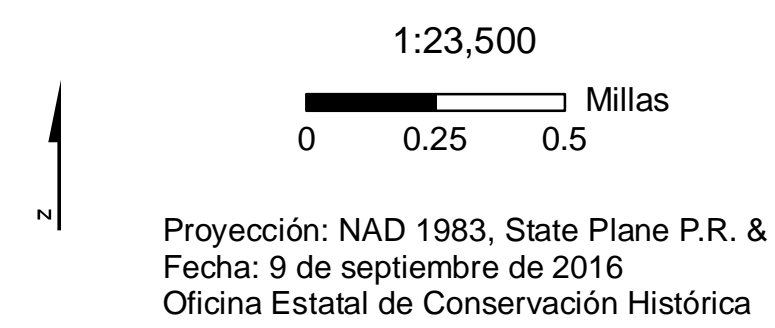 1:23,500
Millas
0 0.25 0.5
N
Proyección: NAD 1983, State Plane P.R. &
Fecha: 9 de septiembre de 2016
Oficina Estatal de Conservación Histórica